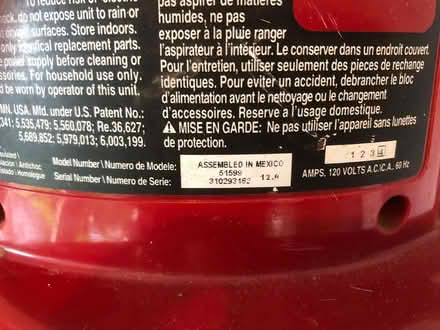 To reduce risk of electric
shock, do not expose unit to rain or
surfaces. Store indoors.
only identical replacement parts.
power supply before cleaning or
For household use only.
by operator of this unit.
MN. USA. Mfd. under U.S. Patent No.:
341; 5,535,479; 5,560,078; Re.36,627;
5,689,852; 5,979,013; 6,003,199.
pas aspirer de matières
humides, ne pas
exposer à la pluie ranger
l'aspirateur à l'intérieur. Le conserver dans un endroit couvert.
Pour l'entretien, utiliser seulement des pieces de rechange
identiques. Pour eviter un accident, debrancher le bloc
d'alimentation avant le nettoyage ou le changement
d'accessoires. Reserve a l'usage domestique.
MISE EN GARDE: Ne pas utiliser l'appareil sans lunettes
de protection.
Model Number \ Numero de Modele:
Serial Number \ Numero de Serie:
ASSEMBLED IN MEXICO
51599
310293162 12.0
1 2 3 4
AMPS. 120 VOLTS A.C./C.A. 60 Hz